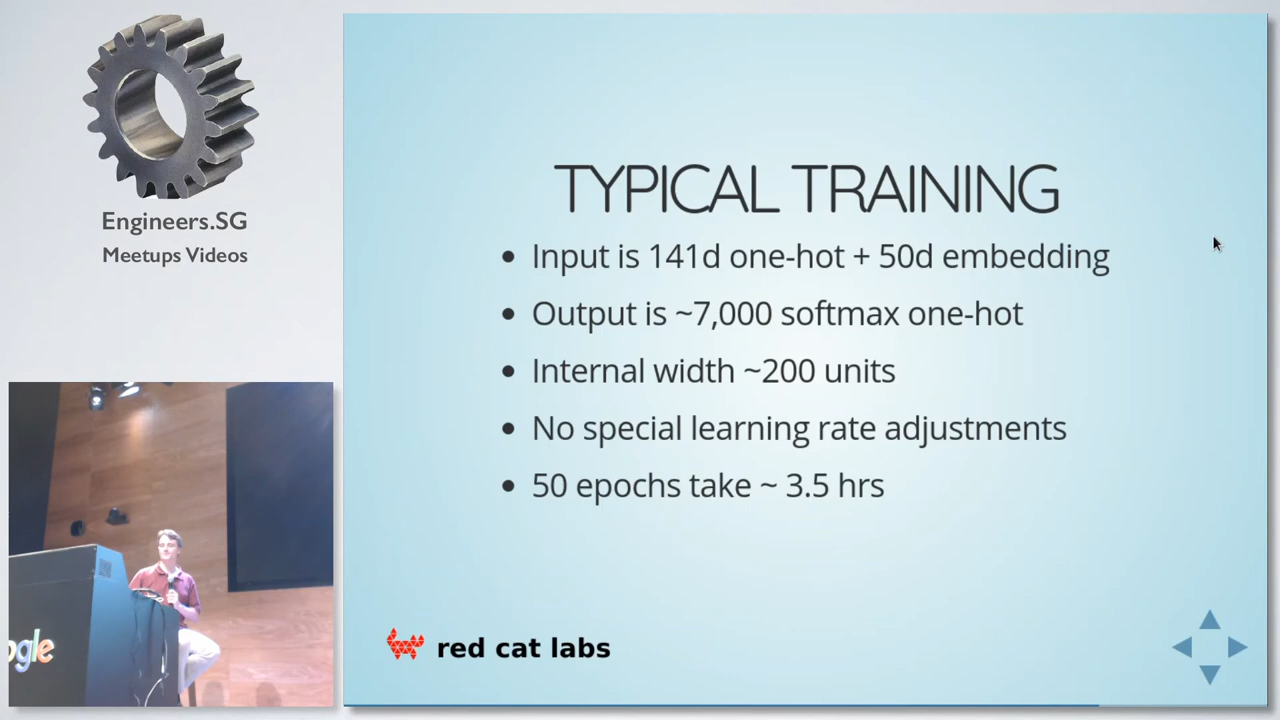 Engineers.SG
Meetups Videos
TYPICAL TRAINING
• Input is 141d one-hot + 50d embedding
• Output is ~7,000 softmax one-hot
• Internal width ~200 units
• No special learning rate adjustments
• 50 epochs take ~ 3.5 hrs
ogle
red cat labs